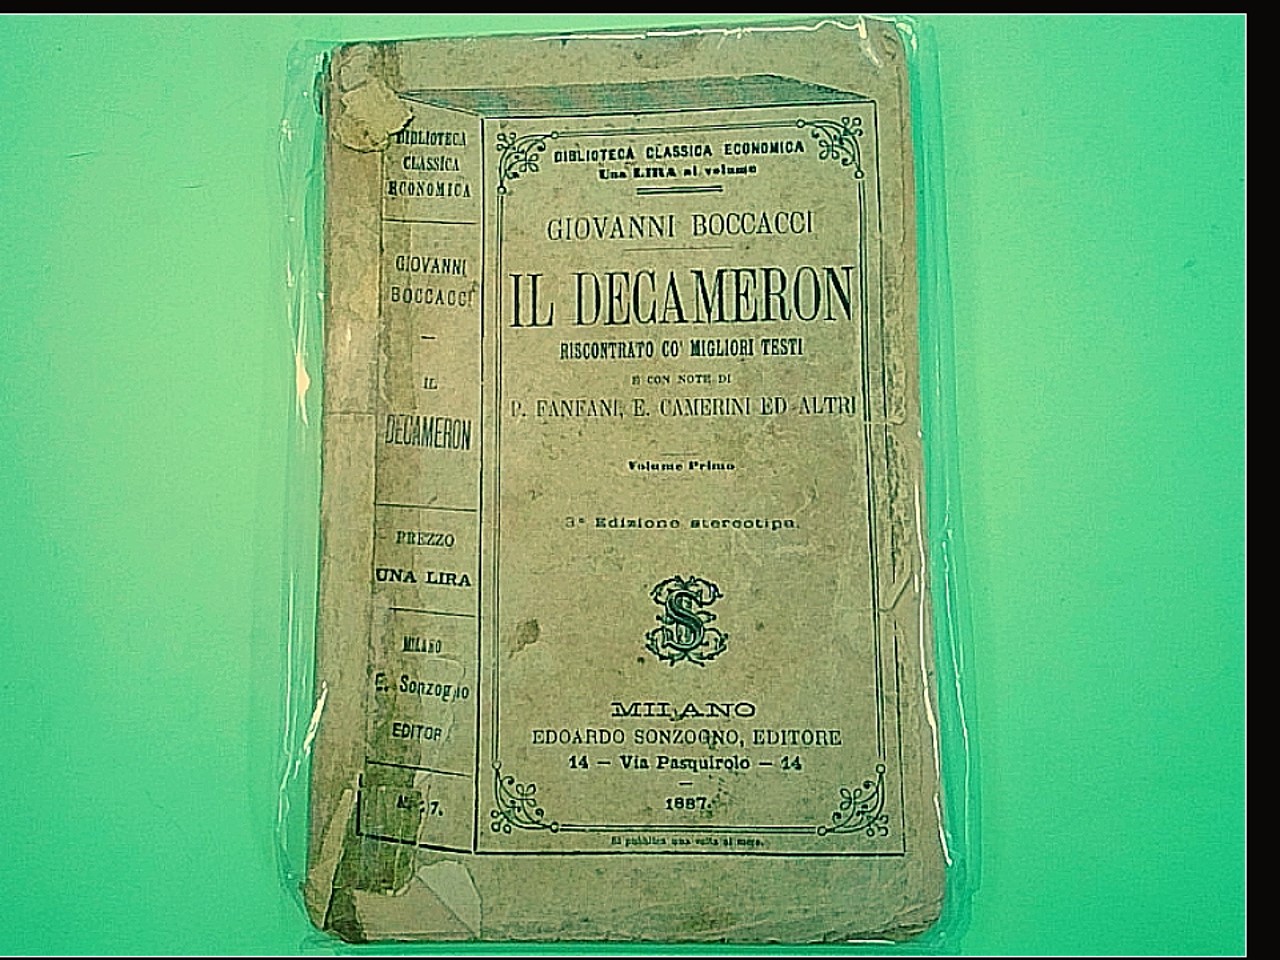 BIBLIOTECA
CLASSICA
ECONOMICA
GIOVANNI
BOCCACCI
IL
DECAMERON
PREZZO
UNA LIRA
MILANO
E. Sonzogno
EDITOR
7.
BIBLIOTECA CLASSICA ECONOMICA
Una LIRA al volume
GIOVANNI BOCCACCI
IL DECAMERON
RISCONTRATO CO' MIGLIORI TESTI
E CON NOTE DI
P. FANFANI, E. CAMERINI ED ALTRI
Volume Primo
3ª Edizione stereotipa.
S
MILANO
EDOARDO SONZOGNO, EDITORE
14 — Via Pasquirolo — 14
1887.
Si pubblica una volta al mese.